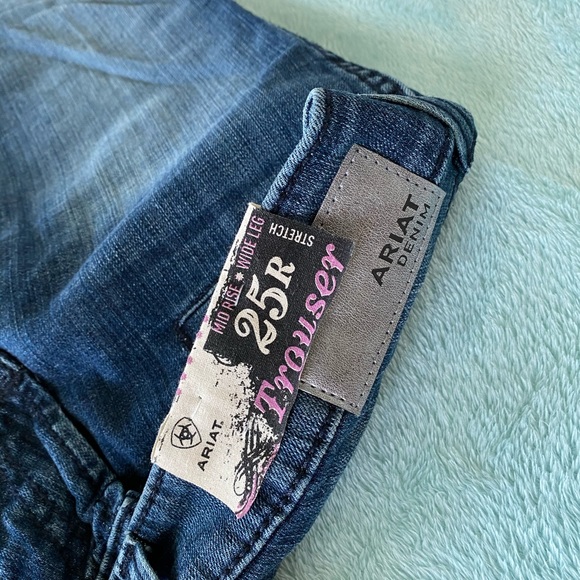 MID RISE * WIDE LEG
25R
STRETCH
Trouser
ARIAT
ARIAT
DENIM